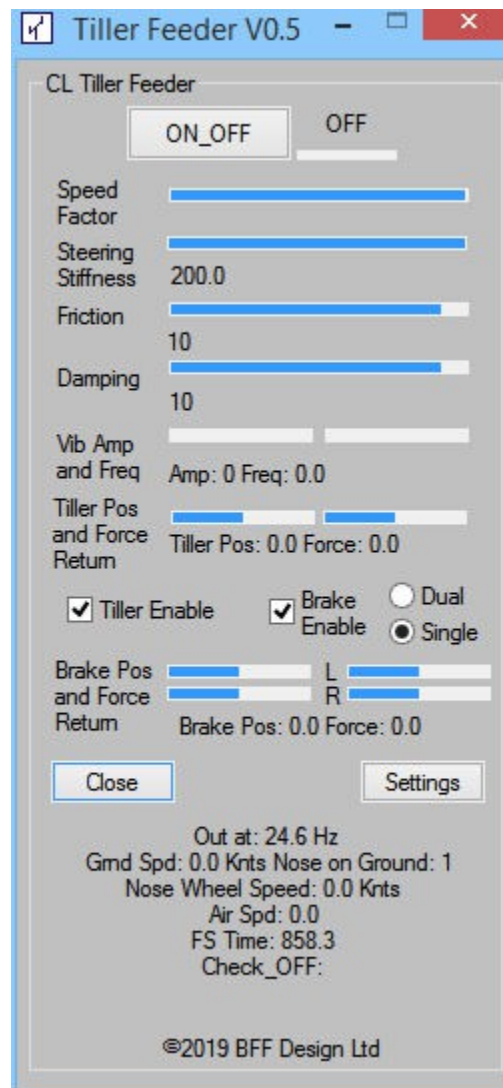 Tiller Feeder V0.5
CL Tiller Feeder
ON_OFF
OFF
Speed
Factor
Steering
Stiffness
200.0
Friction
10
Damping
10
Vib Amp
and Freq
Amp: 0 Freq: 0.0
Tiller Pos
and Force
Return
Tiller Pos: 0.0 Force: 0.0
Tiller Enable
Brake
Enable
Dual
Single
Brake Pos
and Force
Return
L
R
Brake Pos: 0.0 Force: 0.0
Close
Settings
Out at: 24.6 Hz
Grnd Spd: 0.0 Knts Nose on Ground: 1
Nose Wheel Speed: 0.0 Knts
Air Spd: 0.0
FS Time: 858.3
Check_OFF:
©2019 BFF Design Ltd